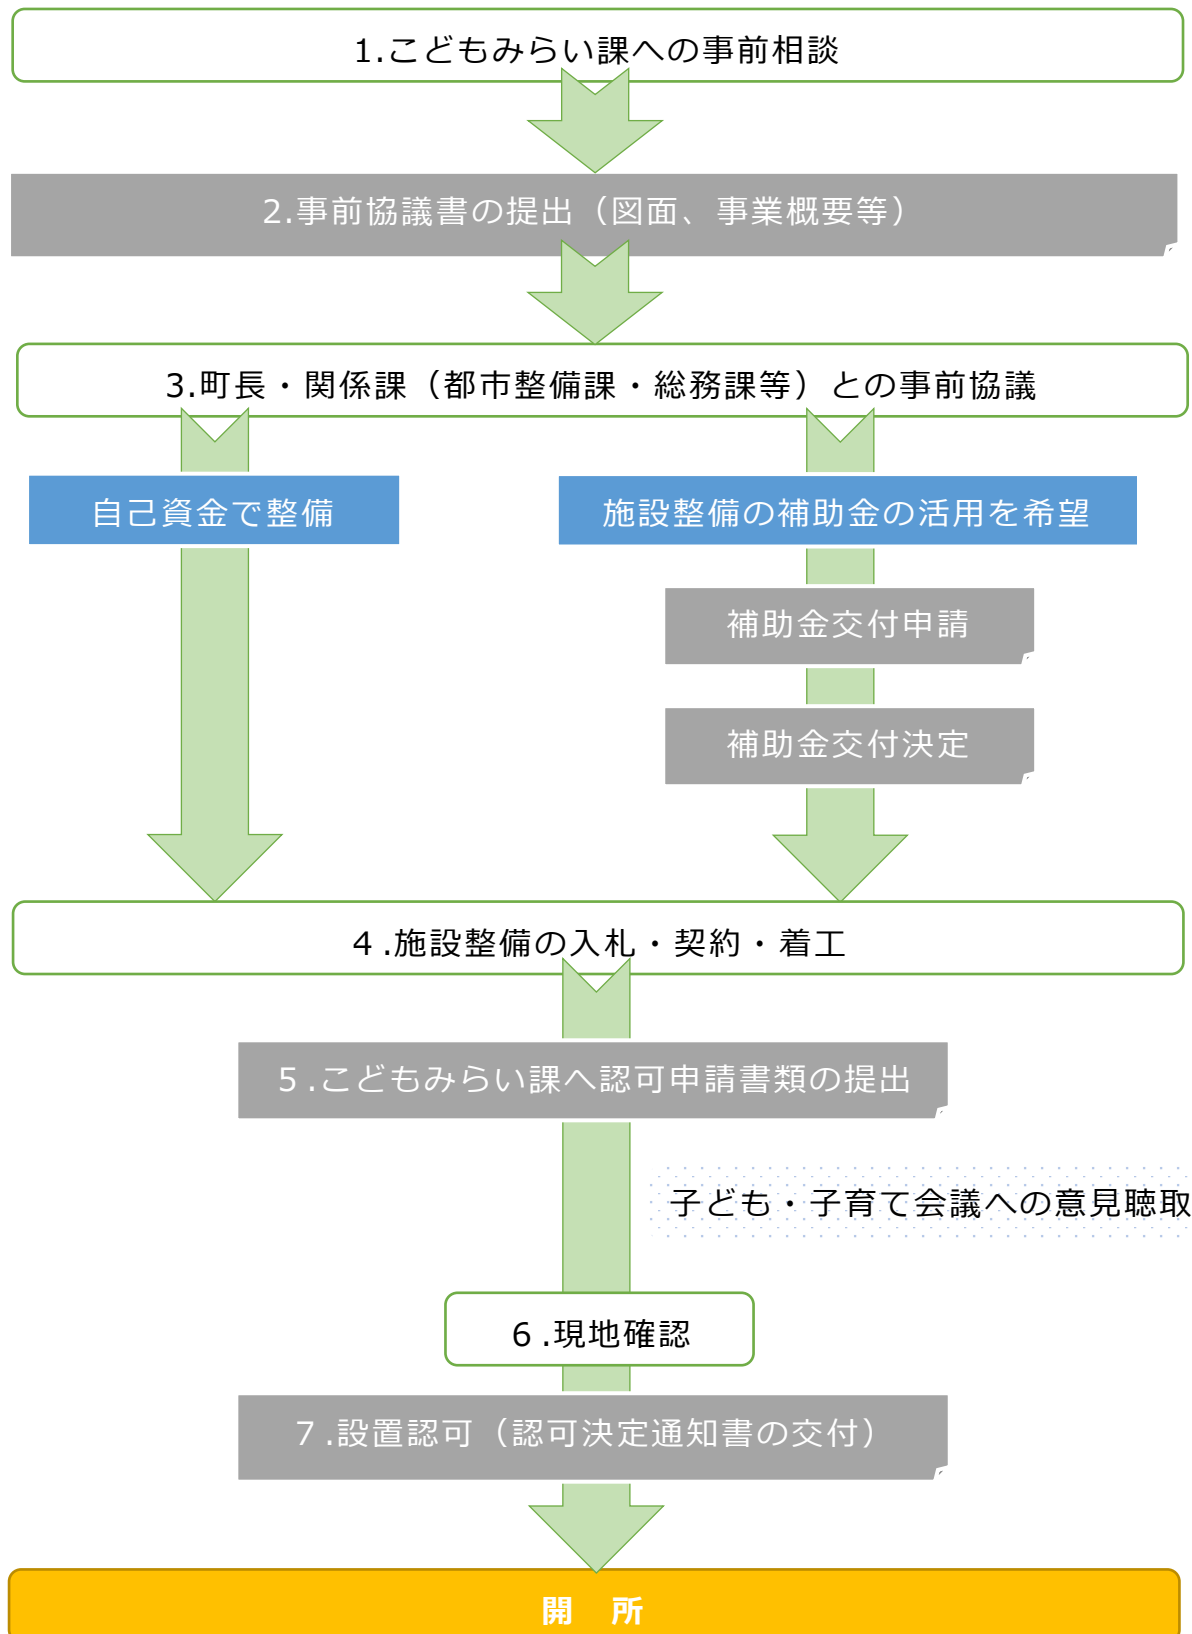 1.こどもみらい課への事前相談
2.事前協議書の提出（図面、事業概要等）
3.町長・関係課（都市整備課・総務課等）との事前協議
自己資金で整備
施設整備の補助金の活用を希望
補助金交付申請
補助金交付決定
４.施設整備の入札・契約・着工
５.こどもみらい課へ認可申請書類の提出
子ども・子育て会議への意見聴取
６.現地確認
７.設置認可（認可決定通知書の交付）
開　所